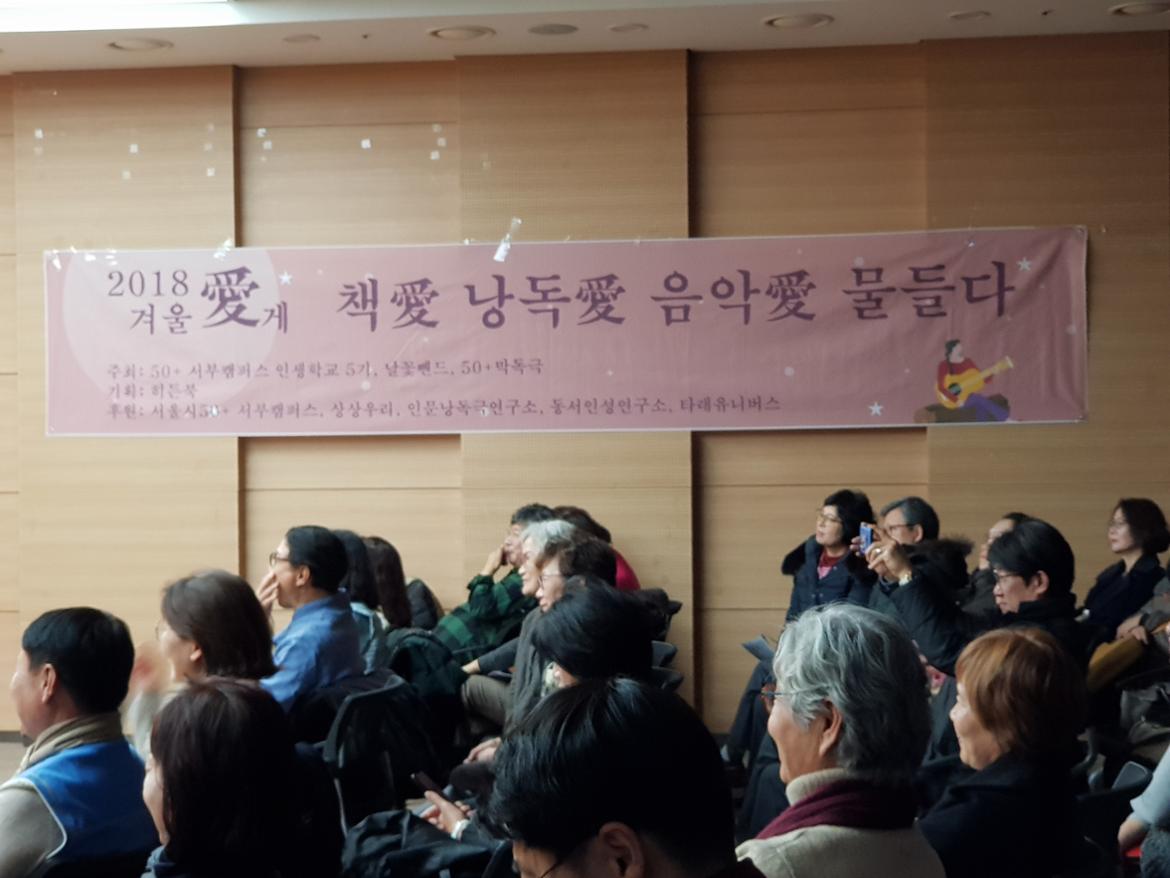 2018
겨울 愛게
책愛 낭독愛 음악愛 물들다
주최: 50+ 서부캠퍼스 인생학교 5기, 날꽃밴드, 50+막독극
기획: 히든북
후원: 서울시50+ 서부캠퍼스, 상상우리, 인문낭독극연구소, 동서인성연구소, 타래유니버스